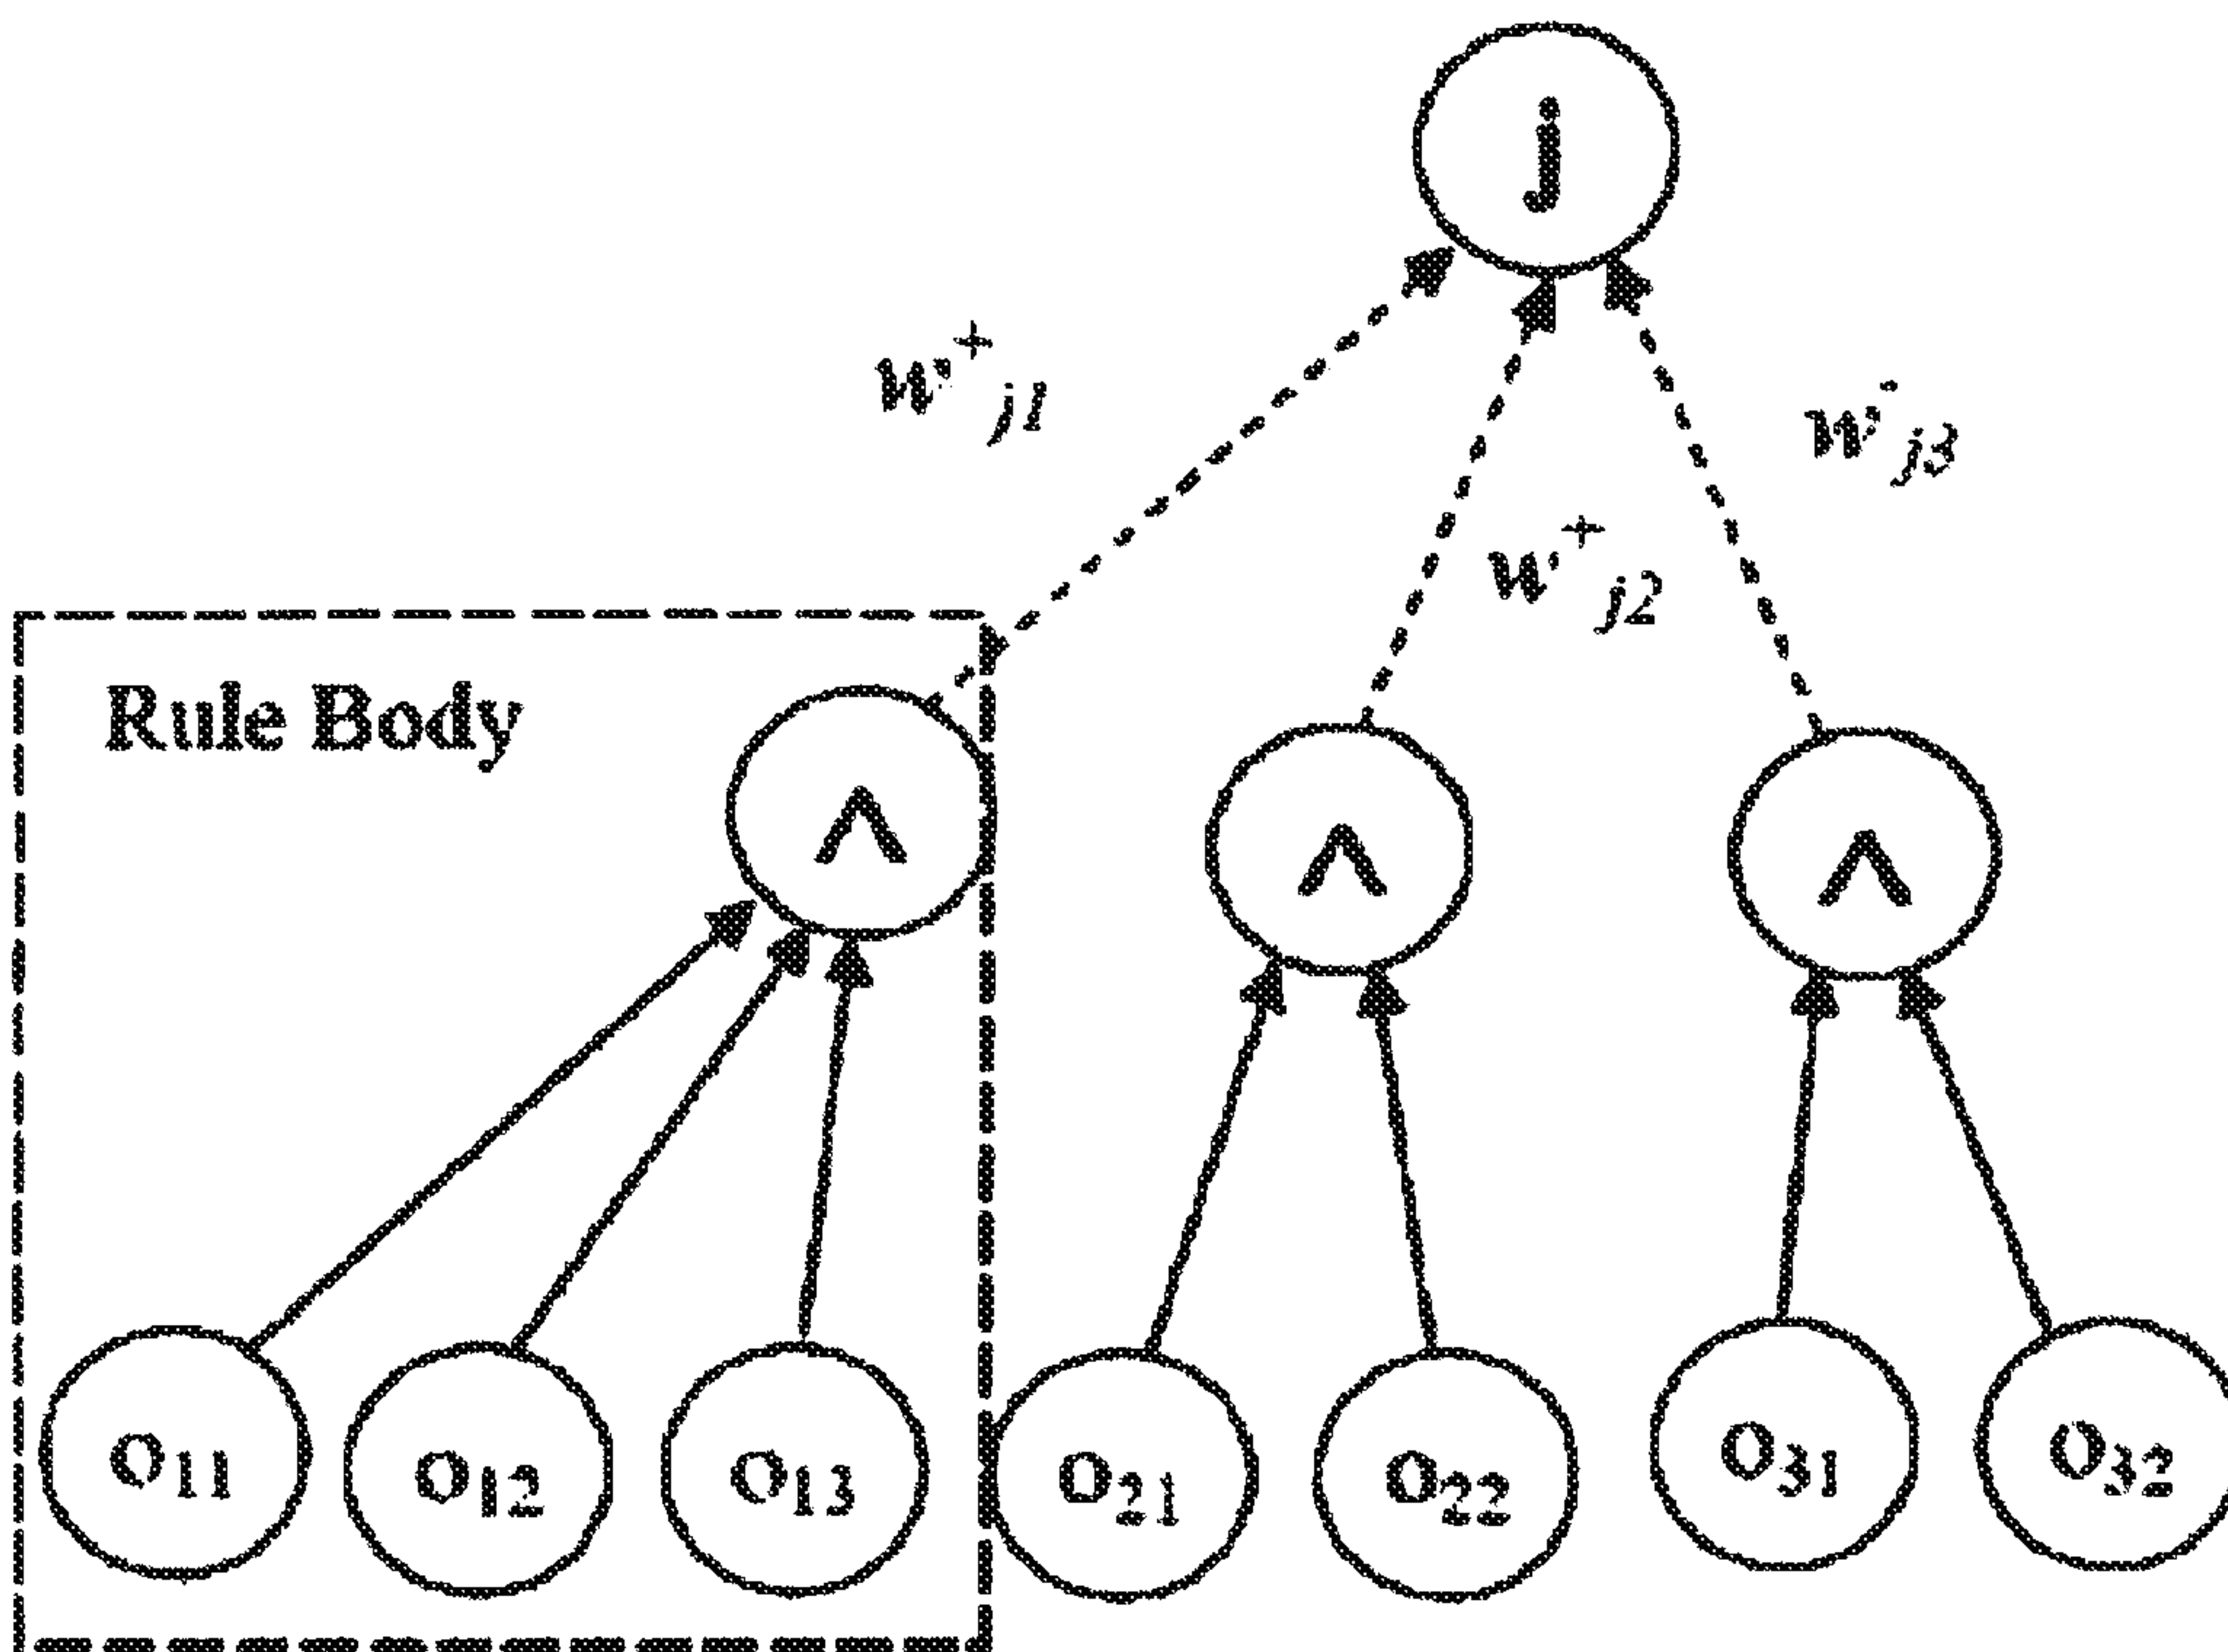 j
w⁺j1
w⁻j3
w⁺j2
Rule Body
∧ ∧ ∧
o₁₁ o₁₂ o₁₃ o₂₁ o₂₂ o₃₁ o₃₂